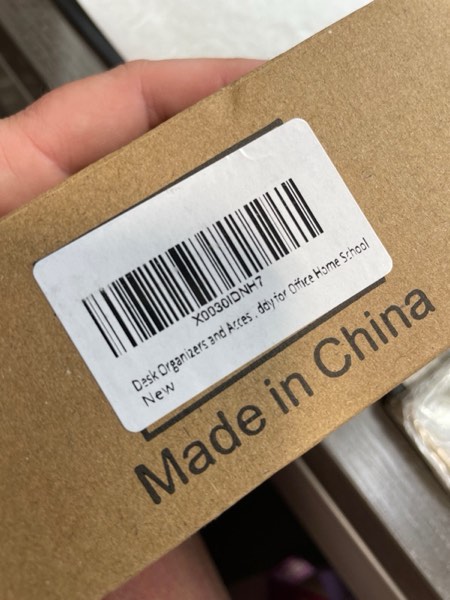 X0030IDNH7
Desk Organizers and Acces...ddy for Office Home School
New
Made in China